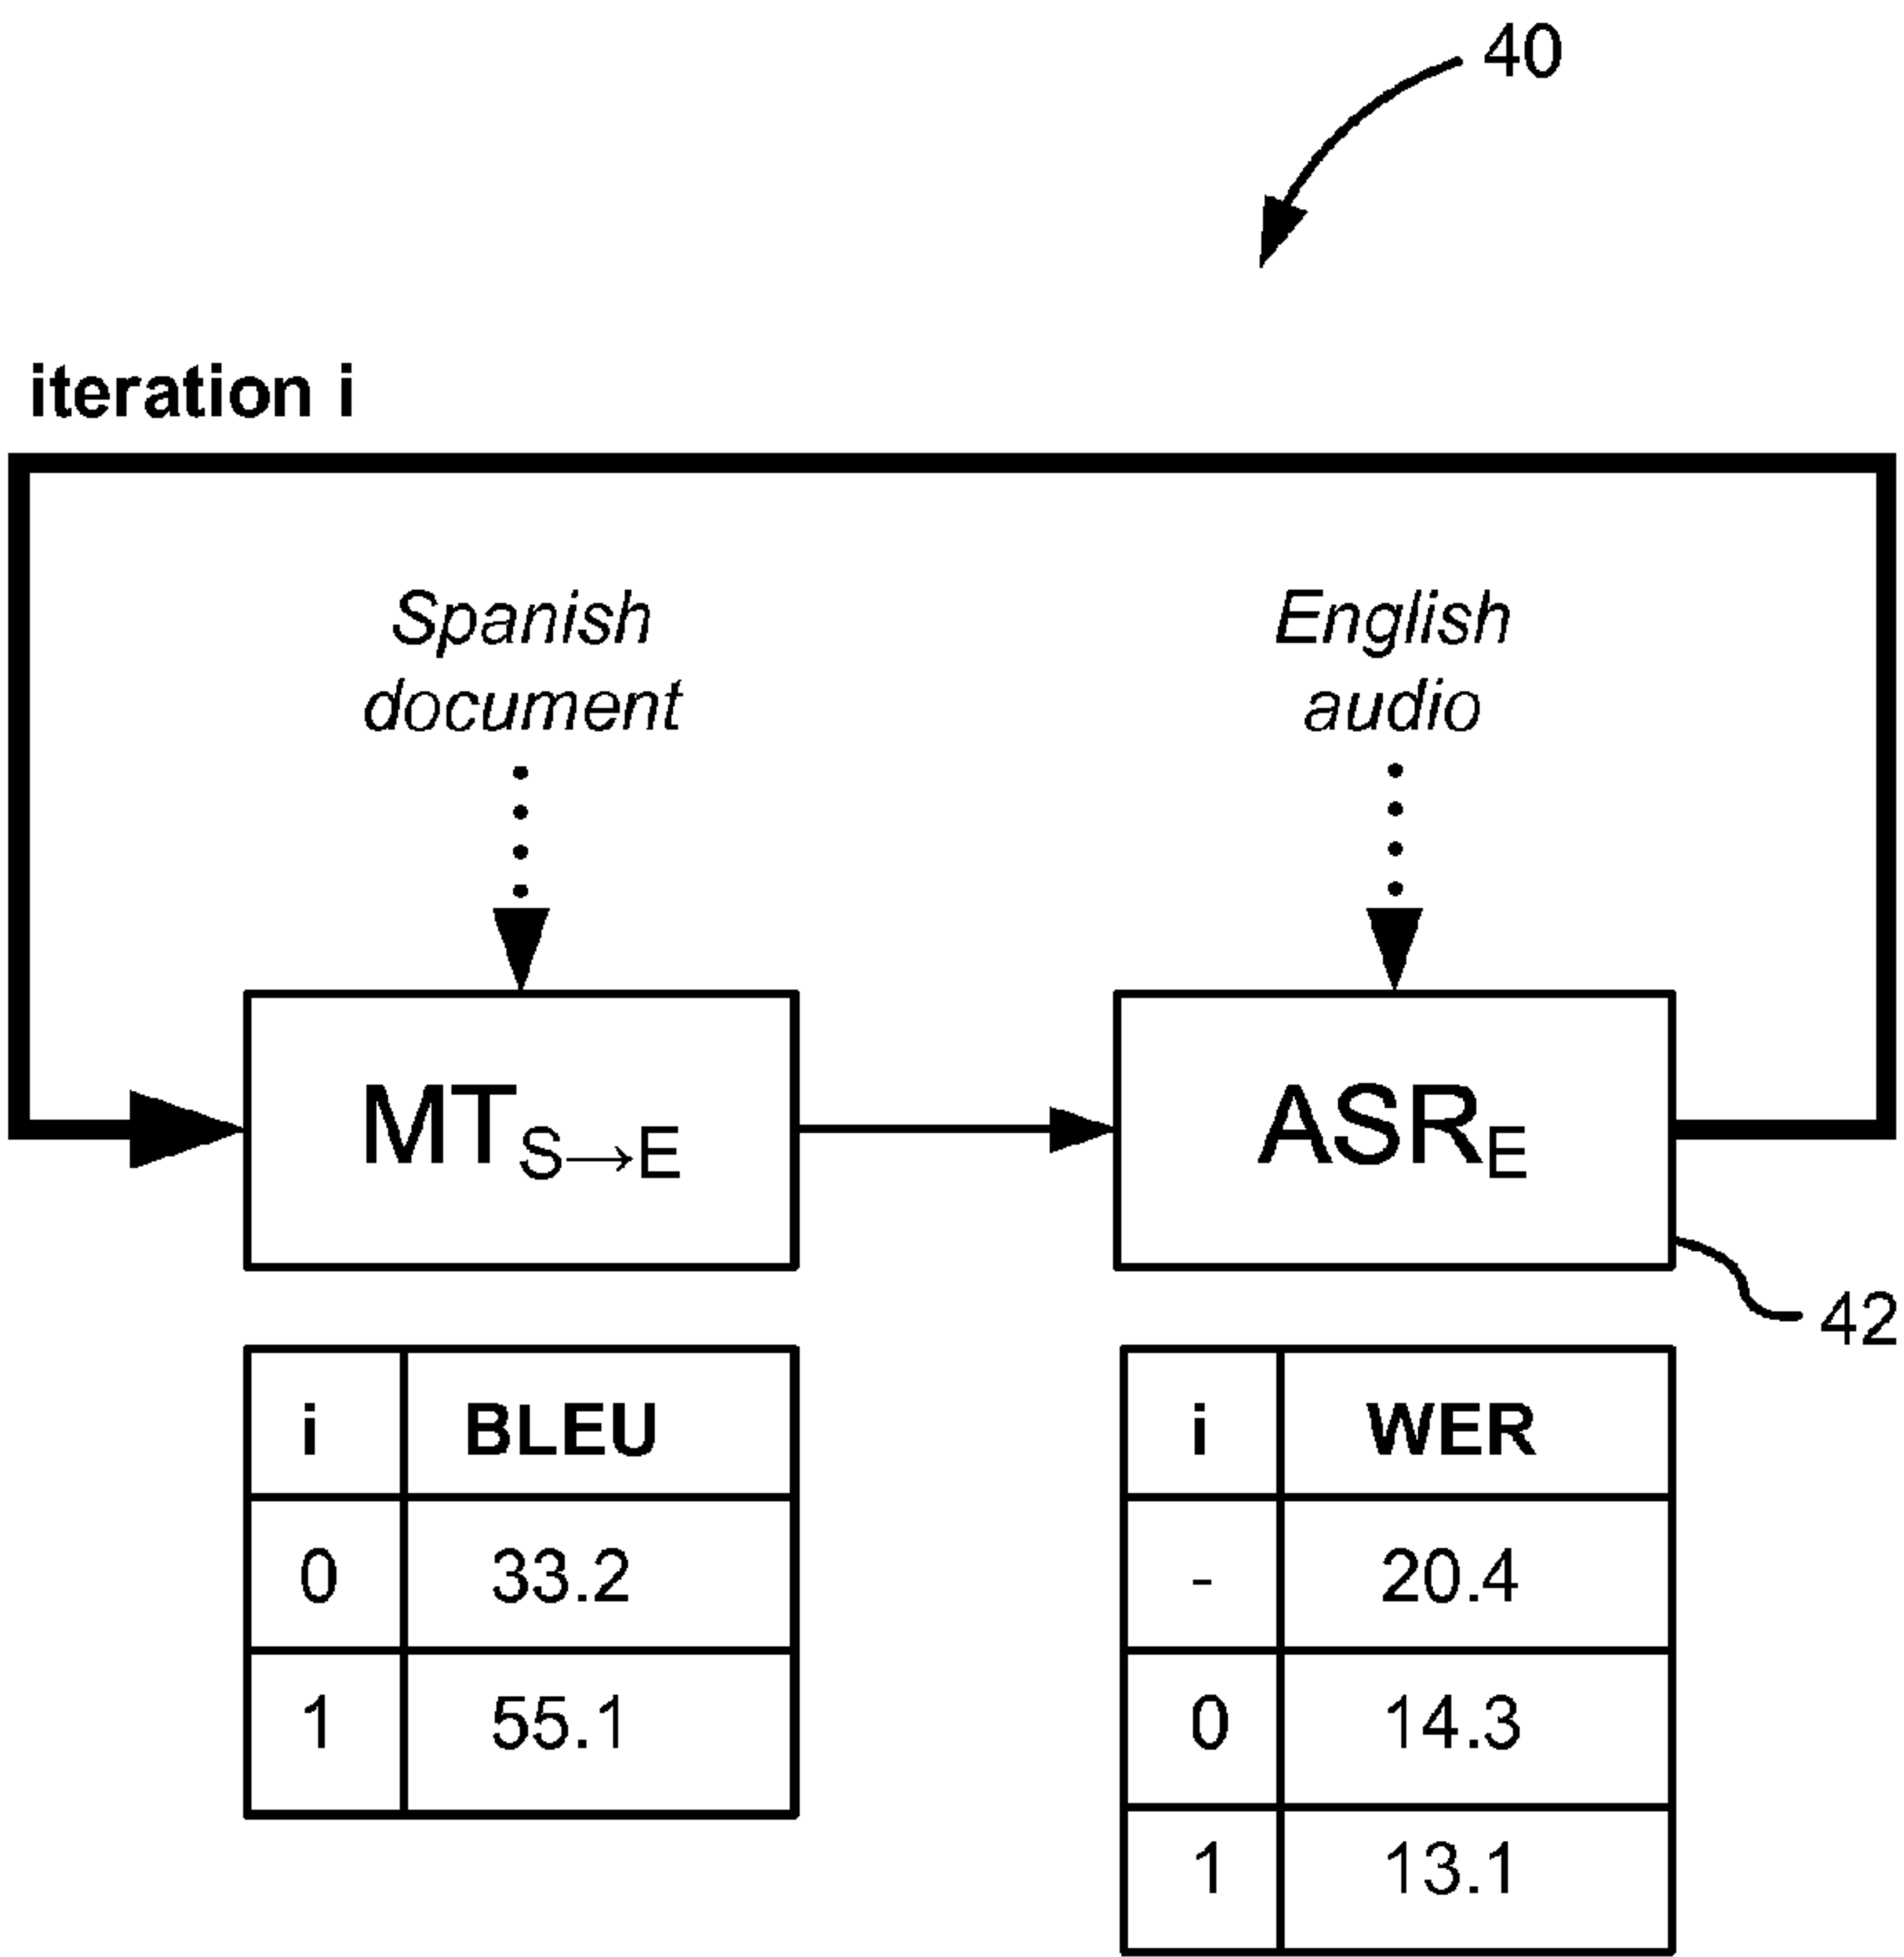 40
iteration i
Spanish
document
English
audio
MTS→E
ASRE
42
i BLEU
0 33.2
1 55.1
i WER
- 20.4
0 14.3
1 13.1